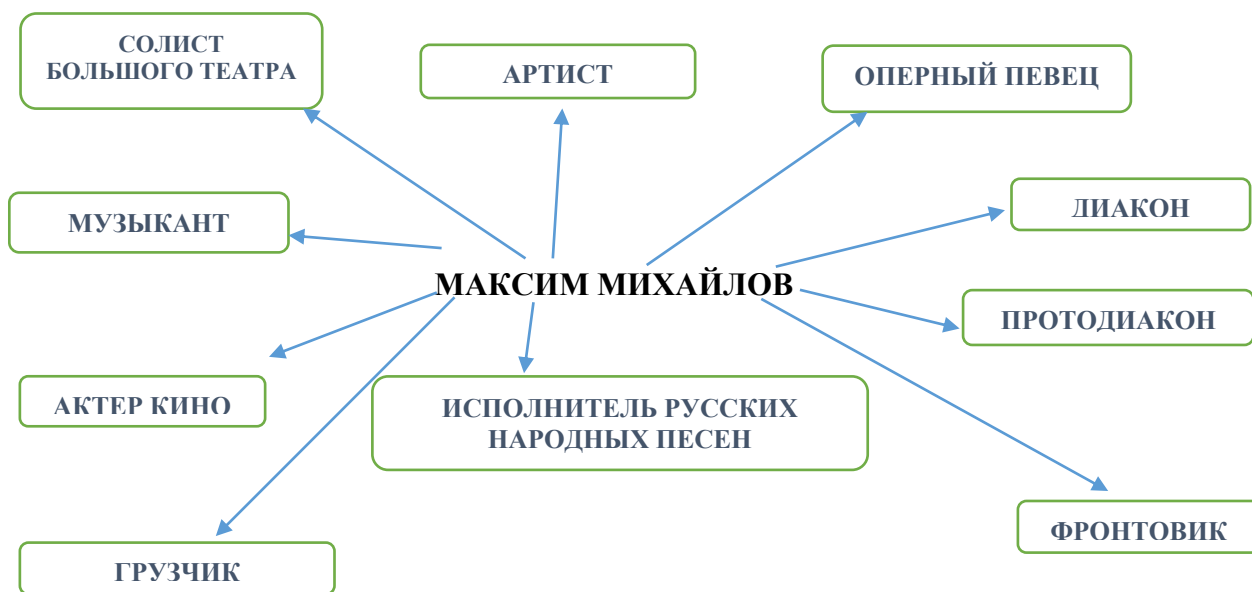 СОЛИСТ
БОЛЬШОГО ТЕАТРА
АРТИСТ
ОПЕРНЫЙ ПЕВЕЦ
МУЗЫКАНТ
ДИАКОН
МАКСИМ МИХАЙЛОВ
ПРОТОДИАКОН
АКТЕР КИНО
ИСПОЛНИТЕЛЬ РУССКИХ
НАРОДНЫХ ПЕСЕН
ФРОНТОВИК
ГРУЗЧИК